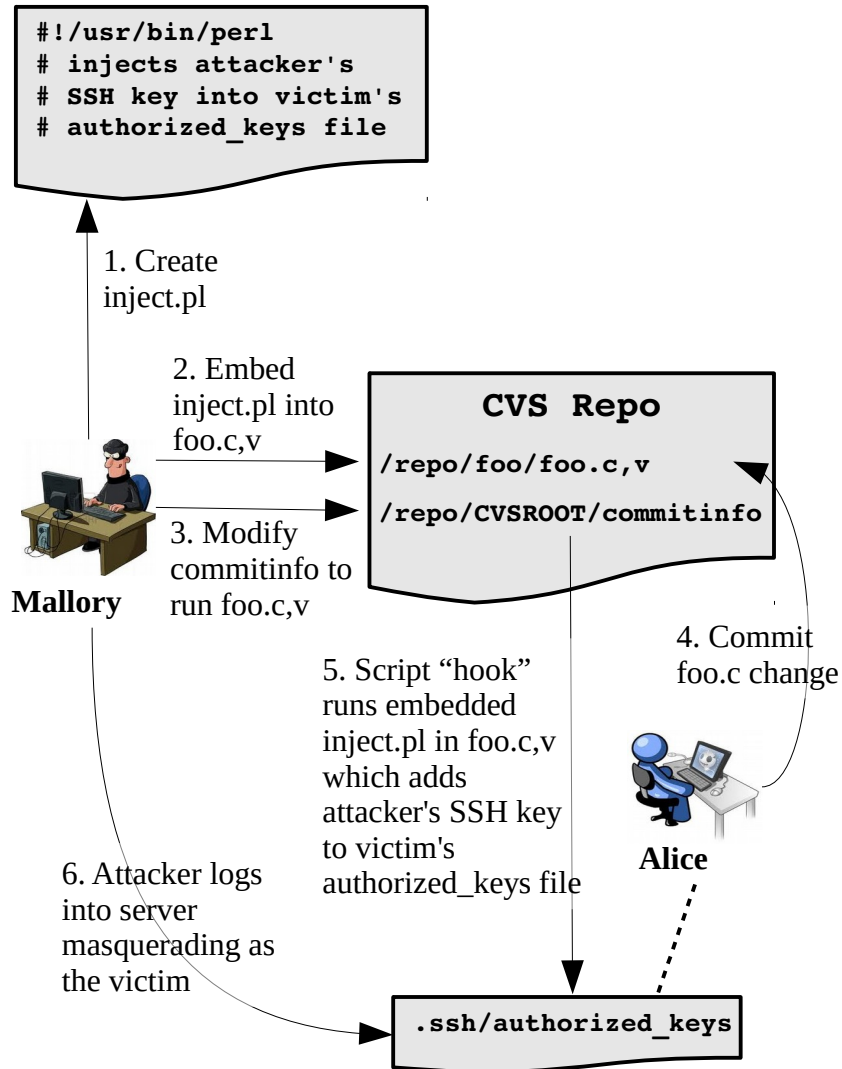 #!/usr/bin/perl
# injects attacker's
# SSH key into victim's
# authorized_keys file
1. Create
inject.pl
2. Embed
inject.pl into
foo.c,v
CVS Repo
/repo/foo/foo.c,v
/repo/CVSROOT/commitinfo
3. Modify
commitinfo to
run foo.c,v
Mallory
4. Commit
foo.c change
5. Script “hook”
runs embedded
inject.pl in foo.c,v
which adds
attacker's SSH key
to victim's
authorized_keys file
Alice
6. Attacker logs
into server
masquerading as
the victim
.ssh/authorized_keys